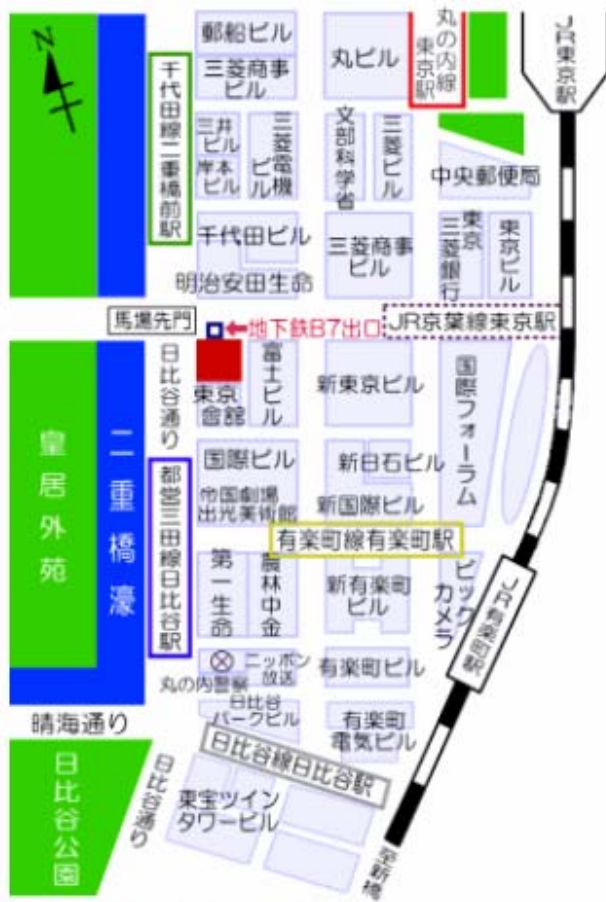 N
郵船ビル
三菱商事
ビル
丸ビル
丸の内線
東京駅
JR東京駅
千代田線二重橋前駅
三井
ビル
岸本
ビル
三菱電機
ビル
文部科学省
三菱ビル
中央郵便局
千代田ビル
明治安田生命
三菱商事
ビル
東京
三菱銀行
東京ビル
馬場先門
地下鉄B7出口
JR京葉線東京駅
日比谷通り
東京
會館
富士ビル
新東京ビル
国際フォーラム
皇居外苑
二重橋濠
都営三田線日比谷駅
国際ビル
帝国劇場
出光美術館
新日石ビル
新国際ビル
有楽町線有楽町駅
第一生命
農林中金
新有楽町
ビル
ビック
カメラ
JR有楽町駅
ニッポン
放送
丸の内警察
有楽町ビル
日比谷
パークビル
有楽町
電気ビル
晴海通り
日比谷線日比谷駅
日比谷公園
日比谷通り
東宝ツイン
タワービル
至新橋